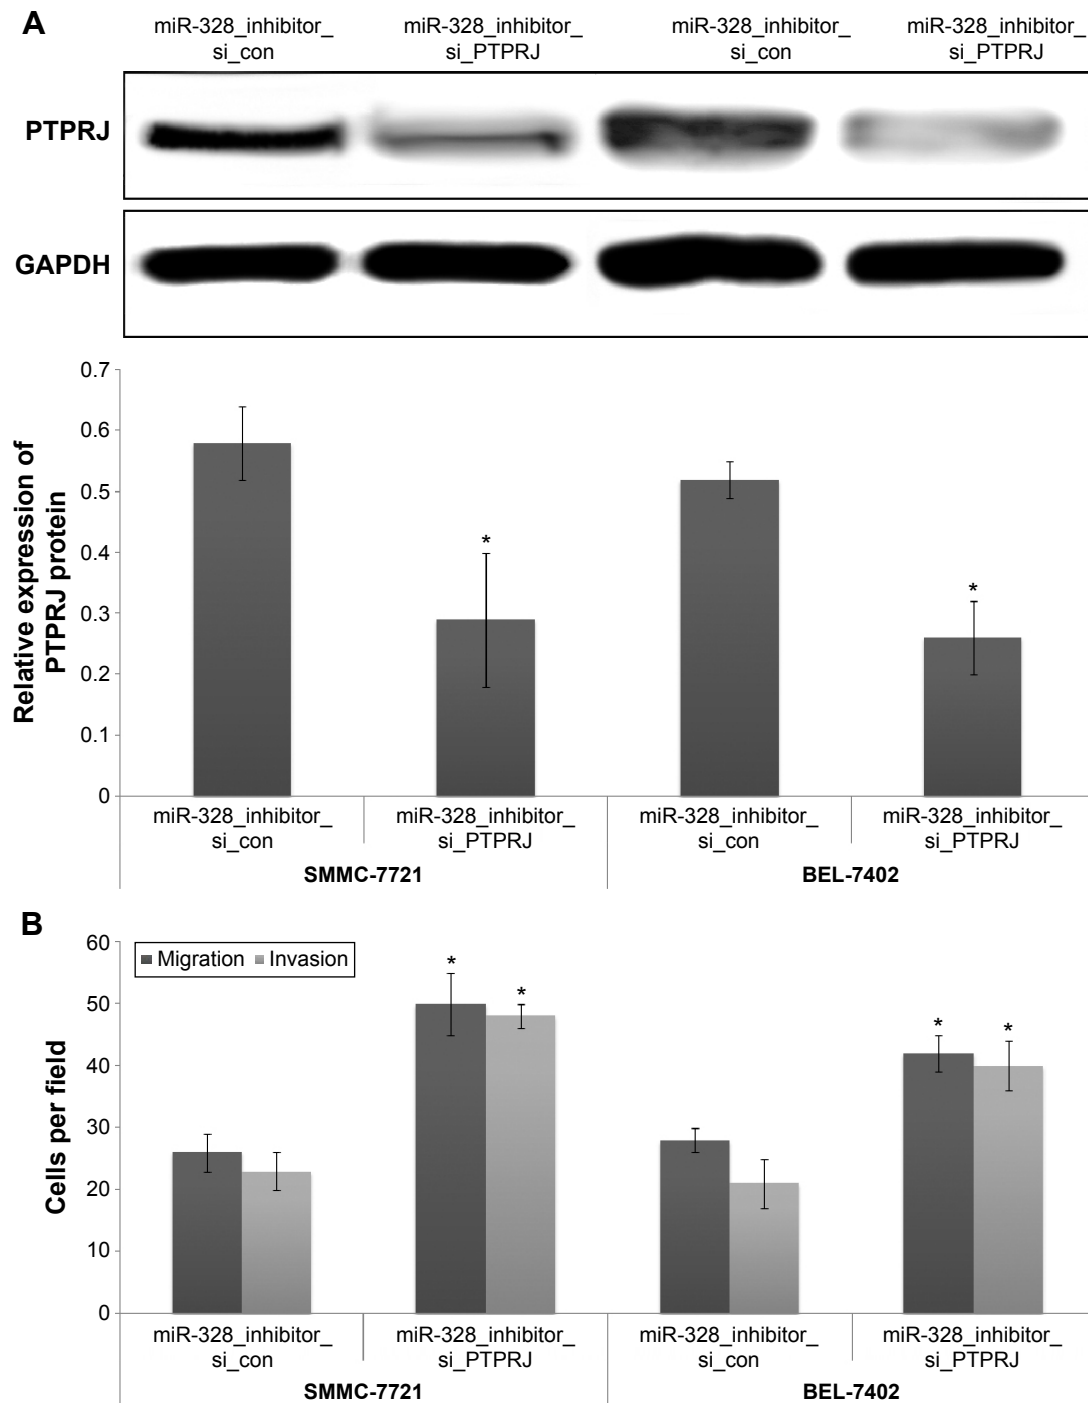 A
miR-328_inhibitor_
si_con
miR-328_inhibitor_
si_PTPRJ
miR-328_inhibitor_
si_con
miR-328_inhibitor_
si_PTPRJ
PTPRJ
GAPDH
Relative expression of
PTPRJ protein
0.7
0.6
0.5
0.4
0.3
0.2
0.1
0
*
*
miR-328_inhibitor_
si_con
miR-328_inhibitor_
si_PTPRJ
miR-328_inhibitor_
si_con
miR-328_inhibitor_
si_PTPRJ
SMMC-7721
BEL-7402
B
Cells per field
60
50
40
30
20
10
0
Migration Invasion
*
*
*
*
miR-328_inhibitor_
si_con
miR-328_inhibitor_
si_PTPRJ
miR-328_inhibitor_
si_con
miR-328_inhibitor_
si_PTPRJ
SMMC-7721
BEL-7402